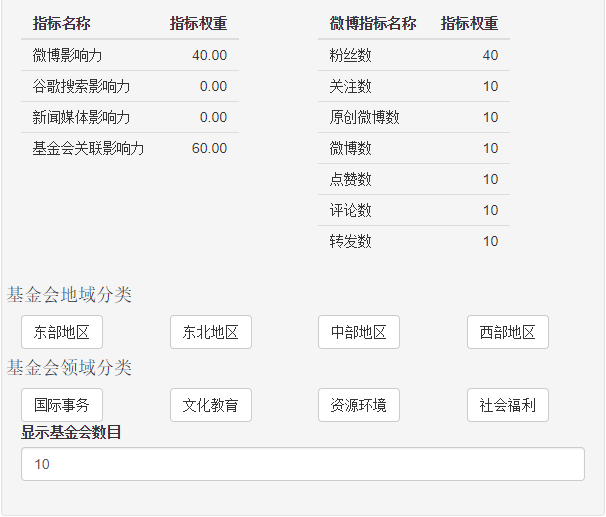 指标名称 指标权重
微博影响力 40.00
谷歌搜索影响力 0.00
新闻媒体影响力 0.00
基金会关联影响力 60.00
微博指标名称 指标权重
粉丝数 40
关注数 10
原创微博数 10
微博数 10
点赞数 10
评论数 10
转发数 10
基金会地域分类
东部地区 东北地区 中部地区 西部地区
基金会领域分类
国际事务 文化教育 资源环境 社会福利
显示基金会数目
10